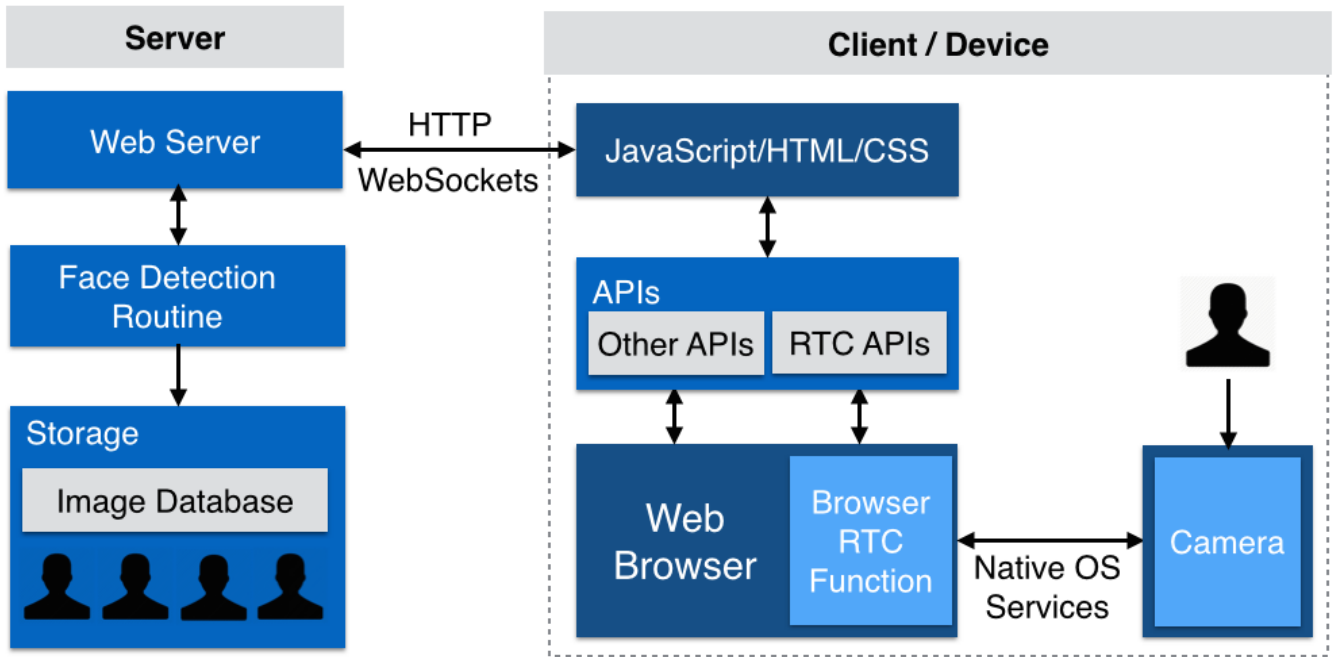 Server
Client / Device
Web Server
HTTP
WebSockets
JavaScript/HTML/CSS
Face Detection
Routine
APIs
Other APIs
RTC APIs
Storage
Image Database
Web
Browser
Browser
RTC
Function
Native OS
Services
Camera